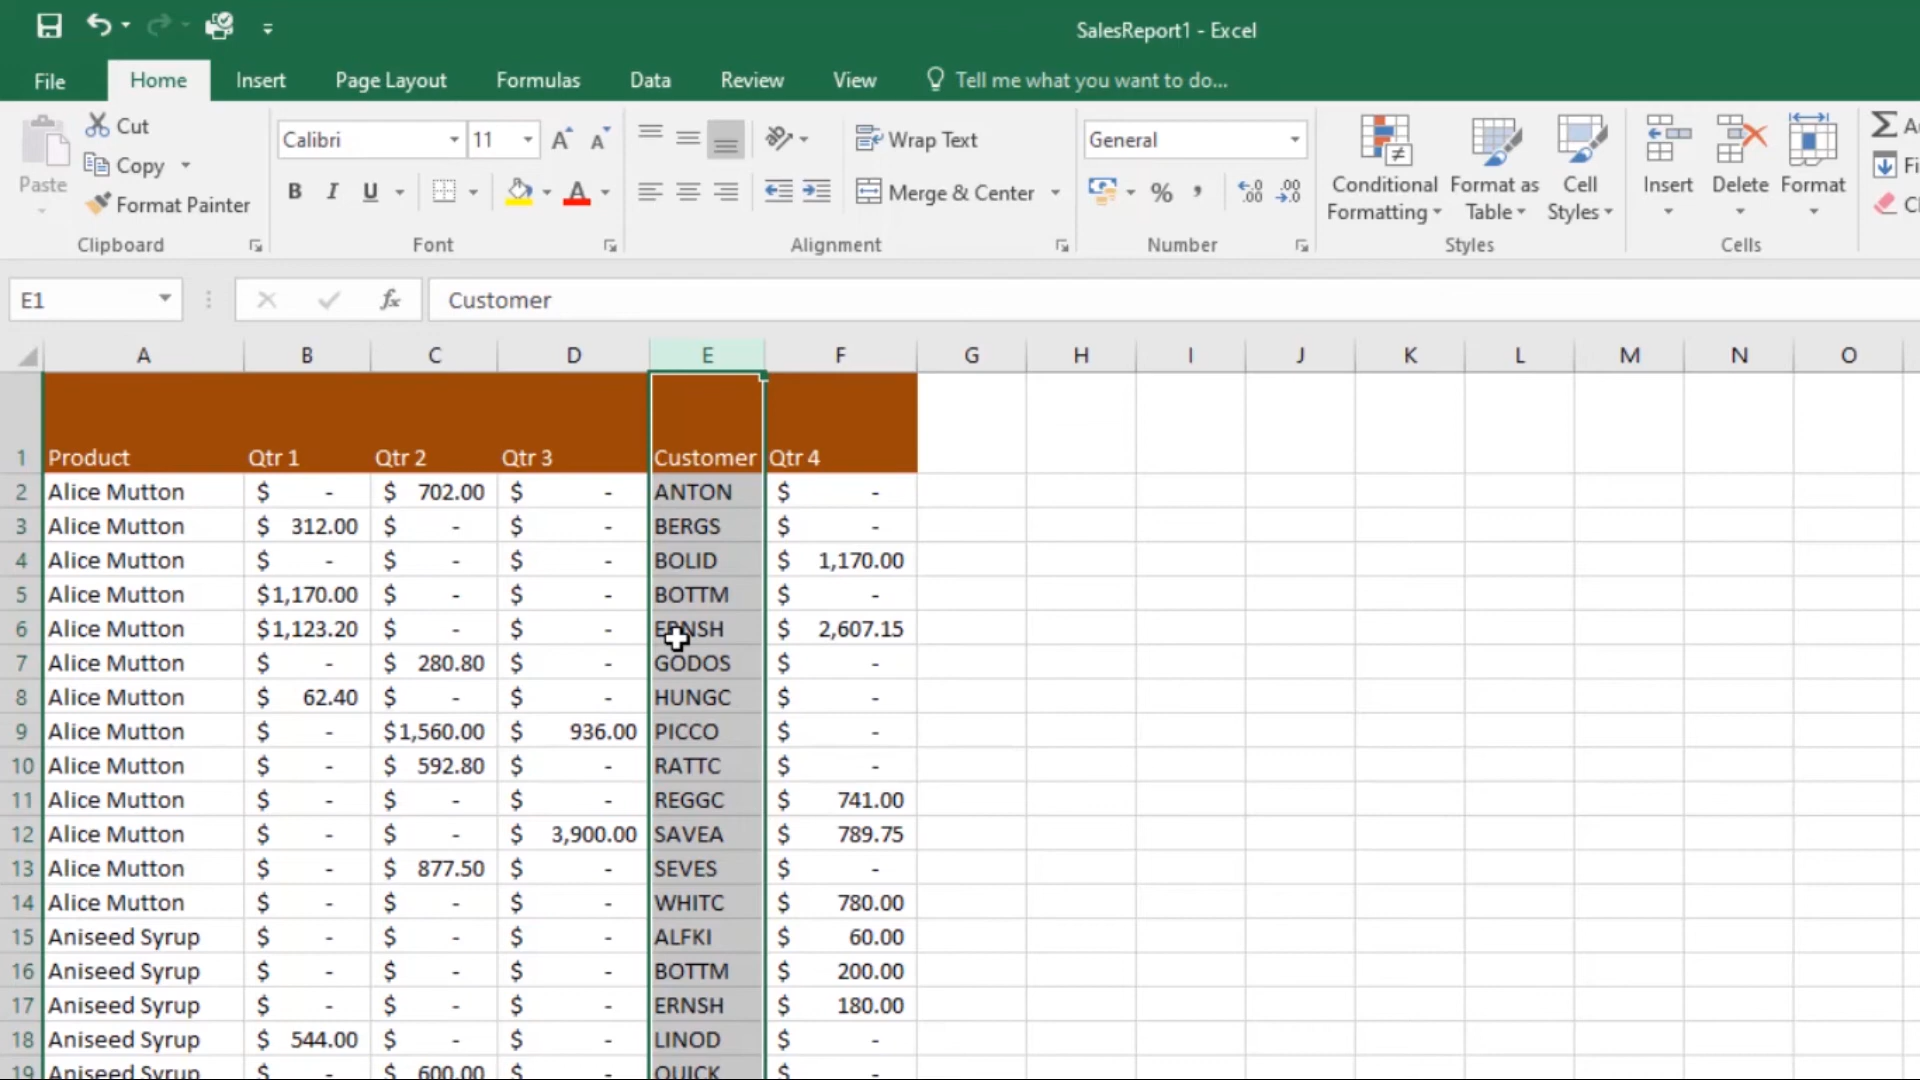 SalesReport1 - Excel
File Home Insert Page Layout Formulas Data Review View Tell me what you want to do...
Cut
Copy
Format Painter
Paste
Clipboard
Calibri 11
B I U A
Font
Wrap Text
Merge & Center
Alignment
General
% ,
Number
Conditional Formatting
Format as Table
Cell Styles
Styles
Insert Delete Format
Cells
E1 fx Customer
A B C D E F G H I J K L M N O
1 Product Qtr 1 Qtr 2 Qtr 3 Customer Qtr 4
2 Alice Mutton $ - $ 702.00 $ - ANTON $ -
3 Alice Mutton $ 312.00 $ - $ - BERGS $ -
4 Alice Mutton $ - $ - $ - BOLID $ 1,170.00
5 Alice Mutton $1,170.00 $ - $ - BOTTM $ -
6 Alice Mutton $1,123.20 $ - $ - ERNSH $ 2,607.15
7 Alice Mutton $ - $ 280.80 $ - GODOS $ -
8 Alice Mutton $ 62.40 $ - $ - HUNGC $ -
9 Alice Mutton $ - $1,560.00 $ 936.00 PICCO $ -
10 Alice Mutton $ - $ 592.80 $ - RATTC $ -
11 Alice Mutton $ - $ - $ - REGGC $ 741.00
12 Alice Mutton $ - $ - $ 3,900.00 SAVEA $ 789.75
13 Alice Mutton $ - $ 877.50 $ - SEVES $ -
14 Alice Mutton $ - $ - $ - WHITC $ 780.00
15 Aniseed Syrup $ - $ - $ - ALFKI $ 60.00
16 Aniseed Syrup $ - $ - $ - BOTTM $ 200.00
17 Aniseed Syrup $ - $ - $ - ERNSH $ 180.00
18 Aniseed Syrup $ 544.00 $ - $ - LINOD $ -
19 Aniseed Syrup $ - $ 600.00 $ - QUICK $ -